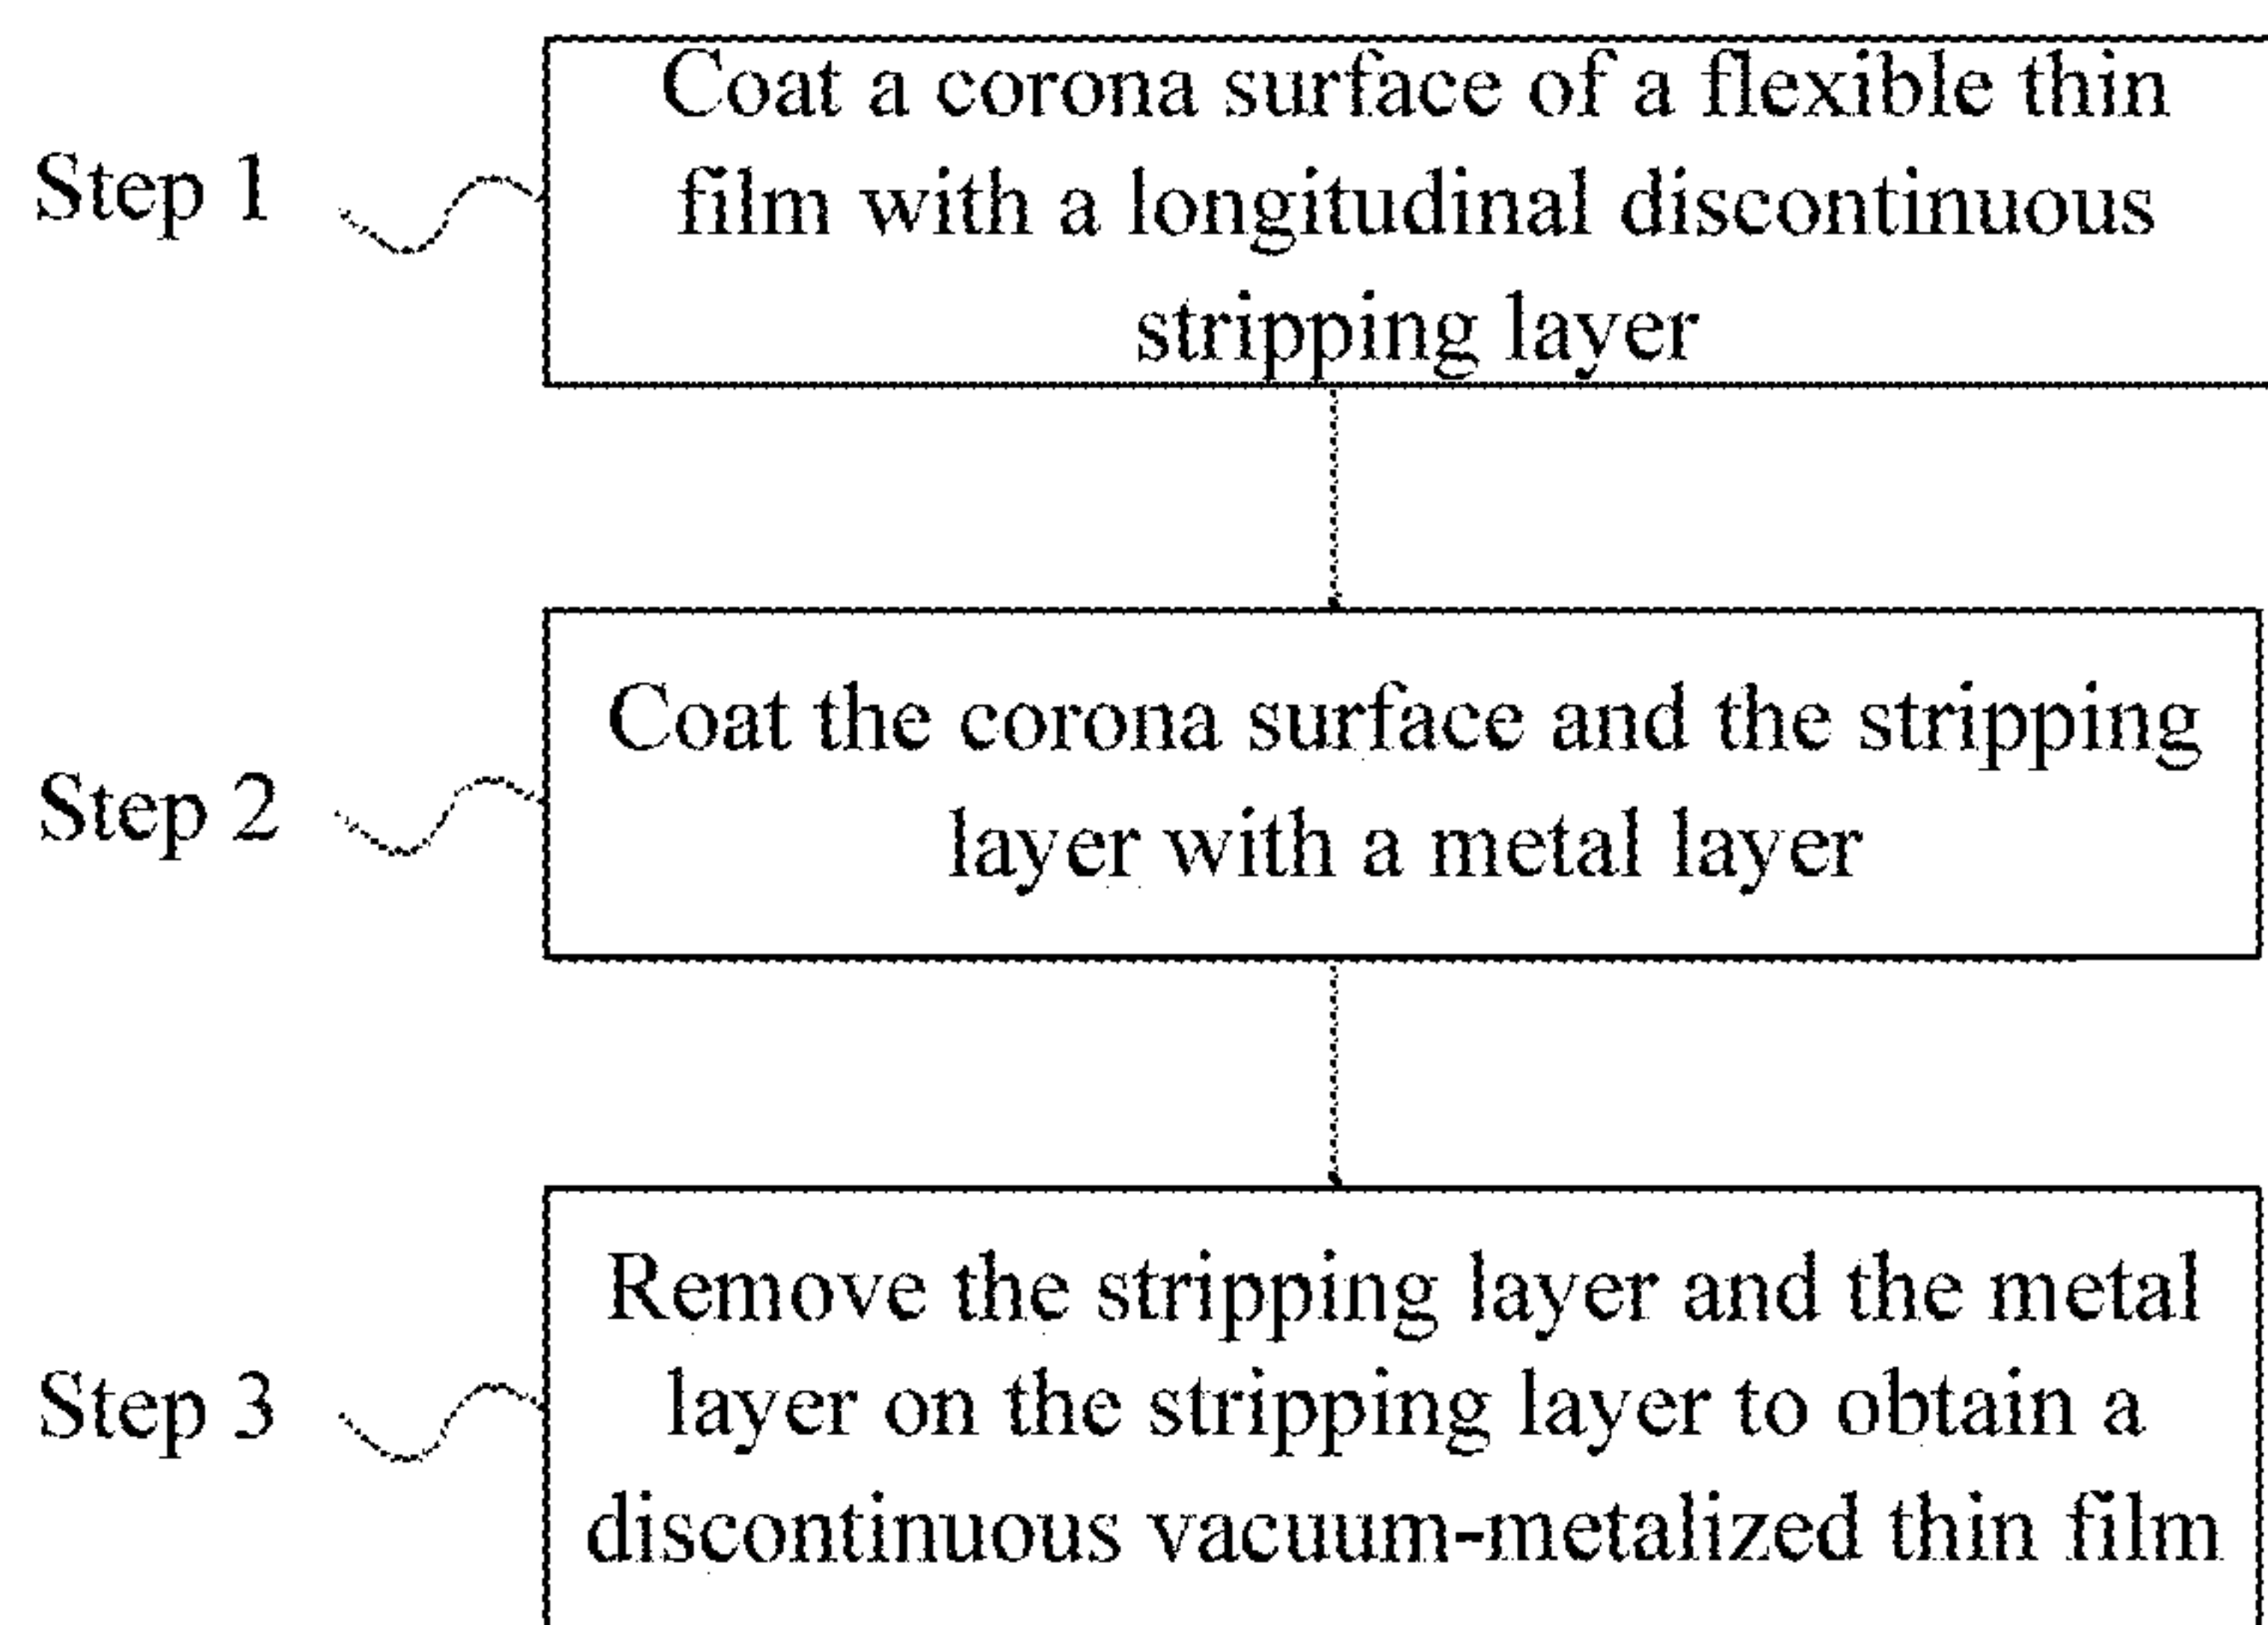 Step 1
Coat a corona surface of a flexible thin
film with a longitudinal discontinuous
stripping layer
Step 2
Coat the corona surface and the stripping
layer with a metal layer
Step 3
Remove the stripping layer and the metal
layer on the stripping layer to obtain a
discontinuous vacuum-metalized thin film